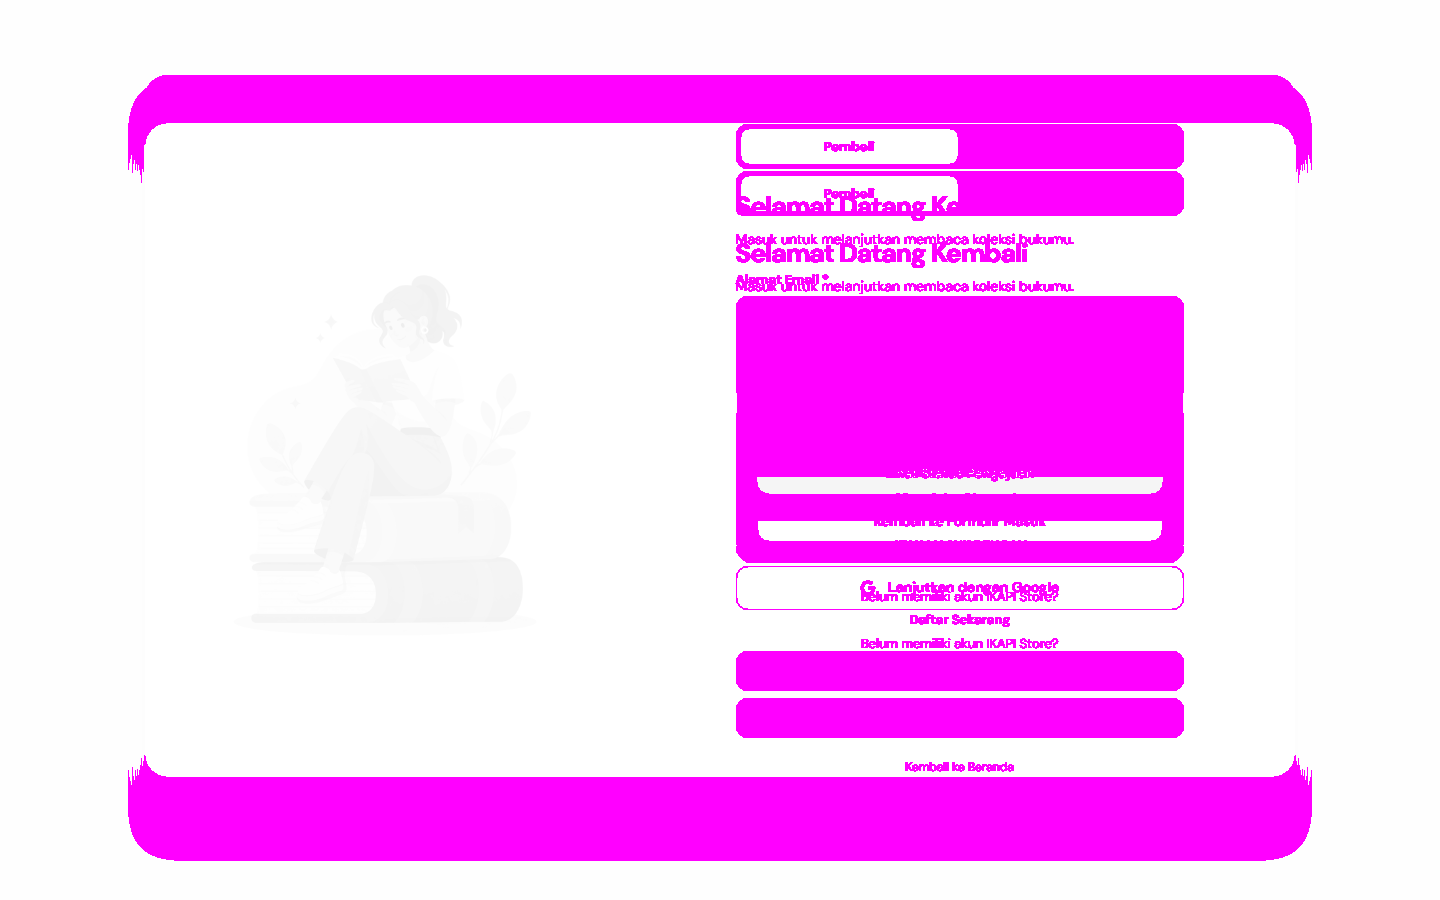 Pembeli
Pembeli
Selamat Datang Ke
Masuk untuk melanjutkan membaca koleksi bukumu.
Selamat Datang Kembali
Alamat Email *
Masuk untuk melanjutkan membaca koleksi bukumu.
Kembali ke Formulir Masuk
G Lanjutkan dengan Google
Belum memiliki akun IKAPI Store?
Daftar Sekarang
Belum memiliki akun IKAPI Store?
Kembali ke Beranda